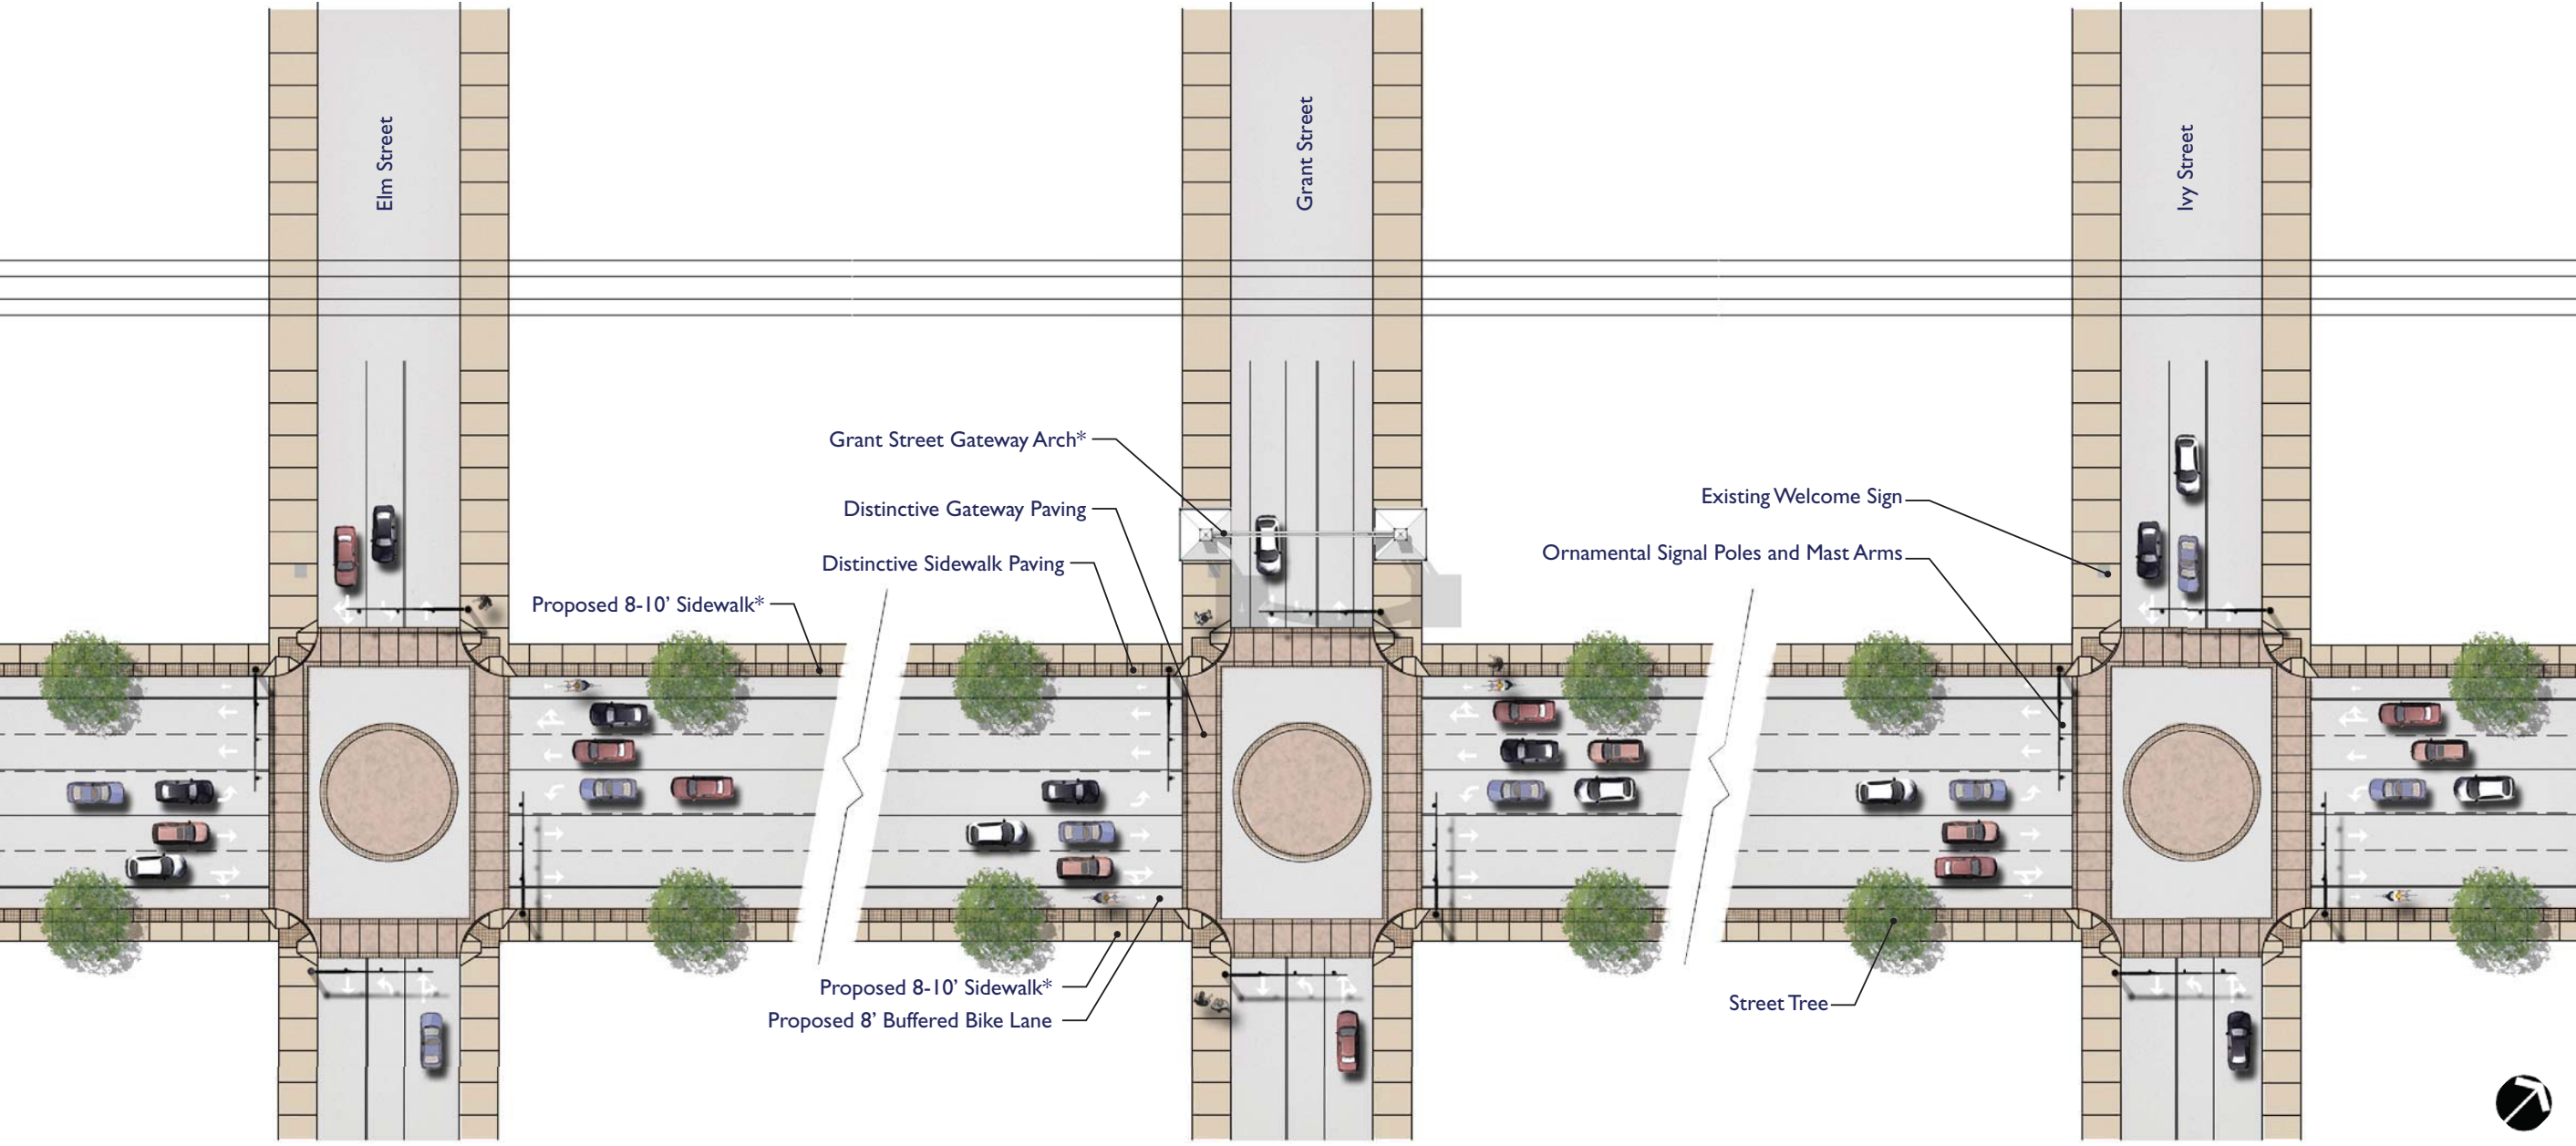 Elm Street
Grant Street
Ivy Street
Grant Street Gateway Arch*
Distinctive Gateway Paving
Distinctive Sidewalk Paving
Proposed 8-10’ Sidewalk*
Existing Welcome Sign
Ornamental Signal Poles and Mast Arms
Proposed 8-10’ Sidewalk*
Proposed 8’ Buffered Bike Lane
Street Tree